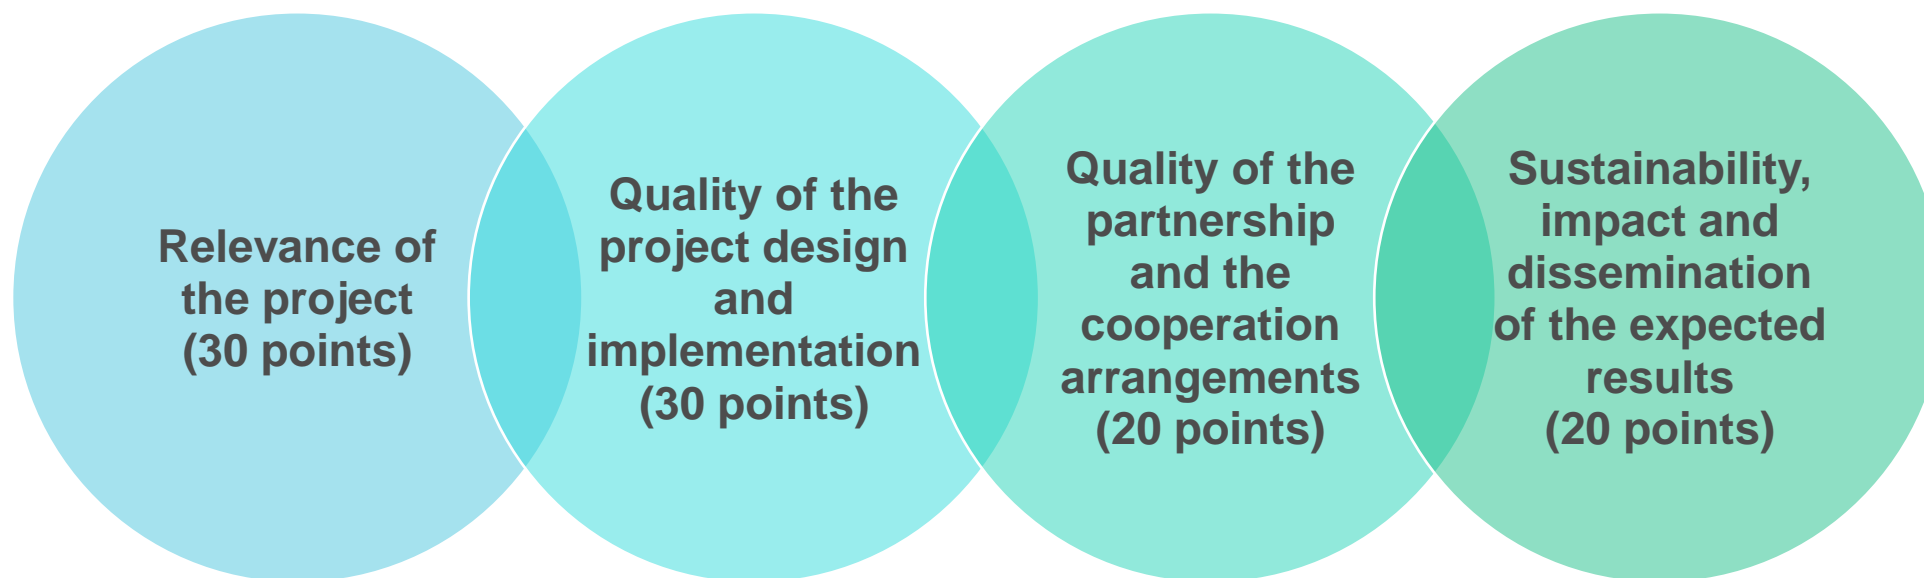 Relevance of
the project
(30 points)
Quality of the
project design
and
implementation
(30 points)
Quality of the
partnership
and the
cooperation
arrangements
(20 points)
Sustainability,
impact and
dissemination
of the expected
results
(20 points)